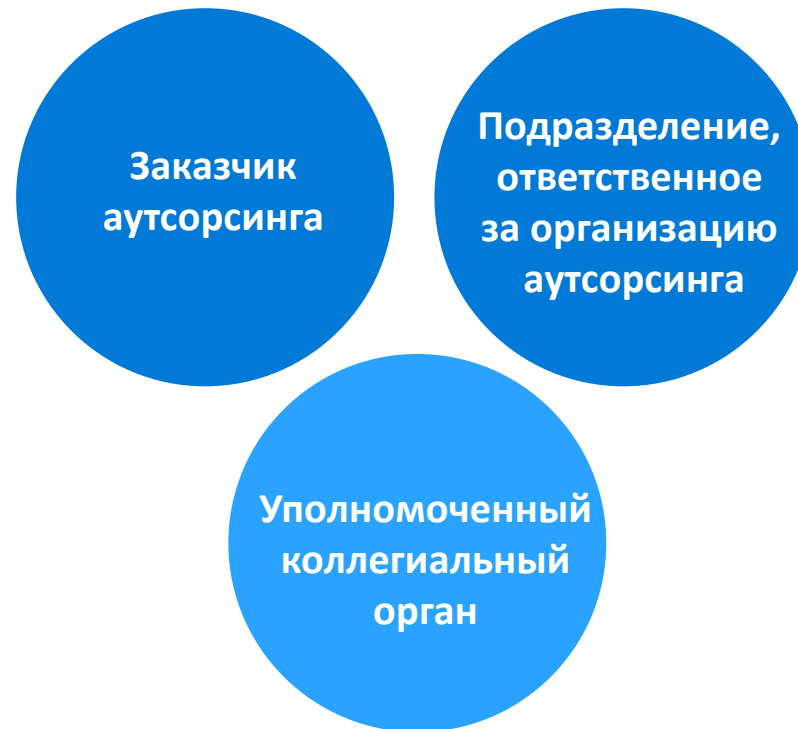 Заказчик
аутсорсинга
Подразделение,
ответственное
за организацию
аутсорсинга
Уполномоченный
коллегиальный
орган